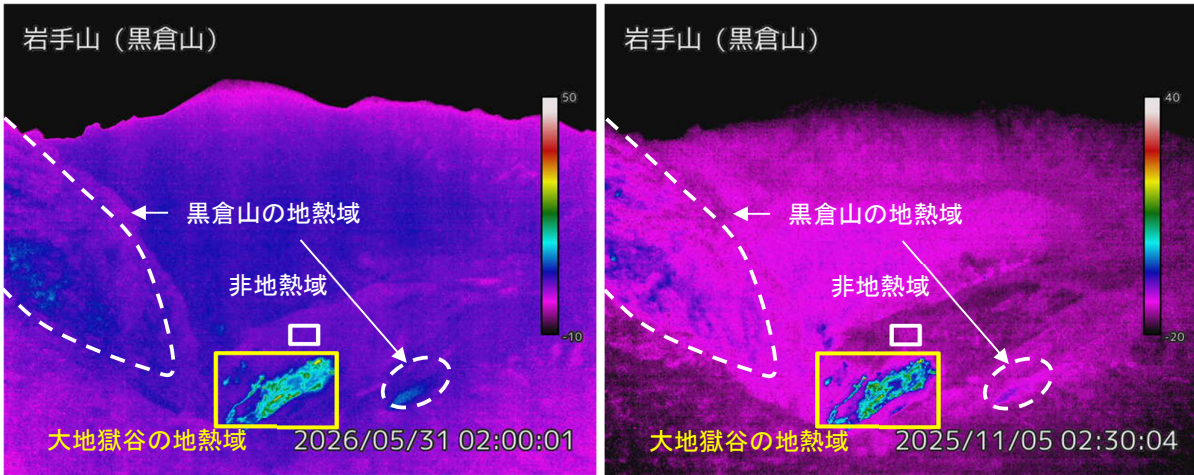 岩手山（黒倉山）
50
-10
黒倉山の地熱域
非地熱域
大地獄谷の地熱域
2026/05/31 02:00:01
岩手山（黒倉山）
40
-20
黒倉山の地熱域
非地熱域
大地獄谷の地熱域
2025/11/05 02:30:04